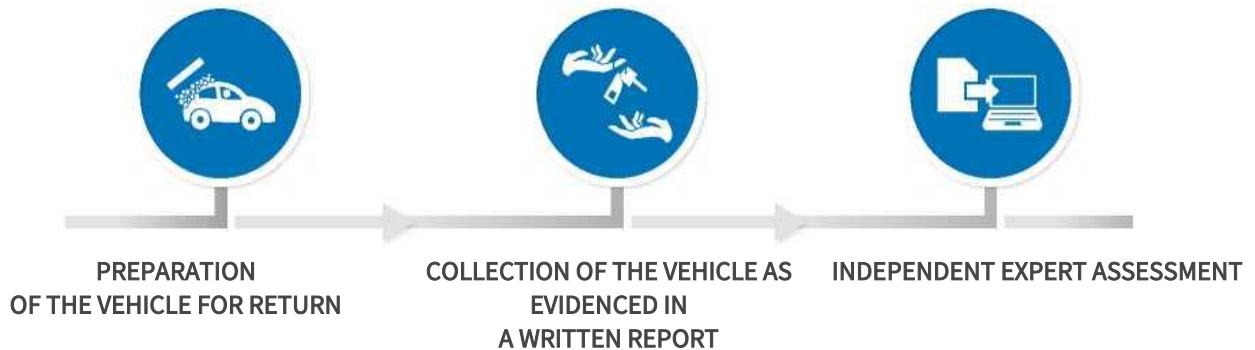 PREPARATION
OF THE VEHICLE FOR RETURN
COLLECTION OF THE VEHICLE AS
EVIDENCED IN
A WRITTEN REPORT
INDEPENDENT EXPERT ASSESSMENT